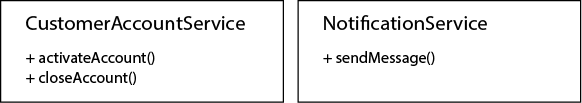 CustomerAccountService
+ activateAccount()
+ closeAccount()
NotificationService
+ sendMessage()